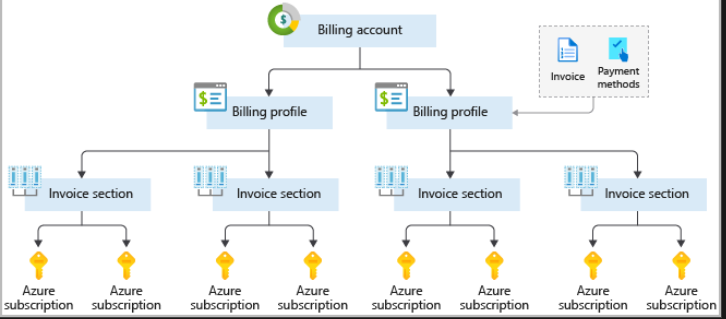 Billing account
Invoice
Payment
methods
Billing profile
Billing profile
Invoice section
Invoice section
Invoice section
Invoice section
Azure
subscription
Azure
subscription
Azure
subscription
Azure
subscription
Azure
subscription
Azure
subscription
Azure
subscription
Azure
subscription